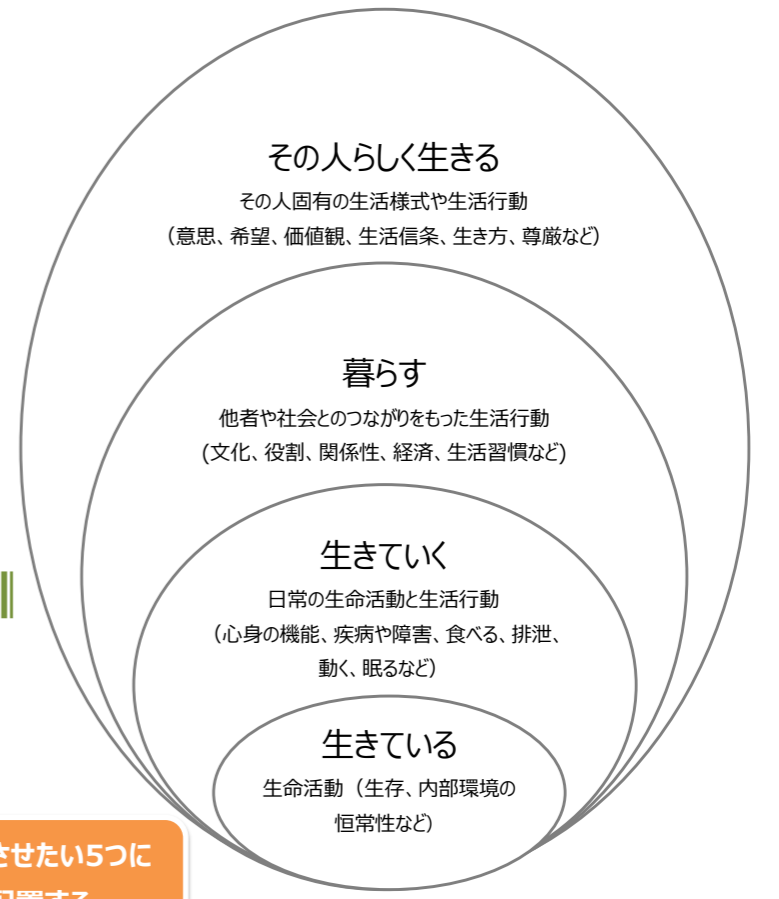 その人らしく生きる
その人固有の生活様式や生活行動
（意思、希望、価値観、生活信条、生き方、尊厳など）
暮らす
他者や社会とのつながりをもった生活行動
(文化、役割、関係性、経済、生活習慣など)
生きていく
日常の生命活動と生活行動
（心身の機能、疾病や障害、食べる、排泄、
動く、眠るなど）
生きている
生命活動（生存、内部環境の
恒常性など）
させたい5つに
配置する